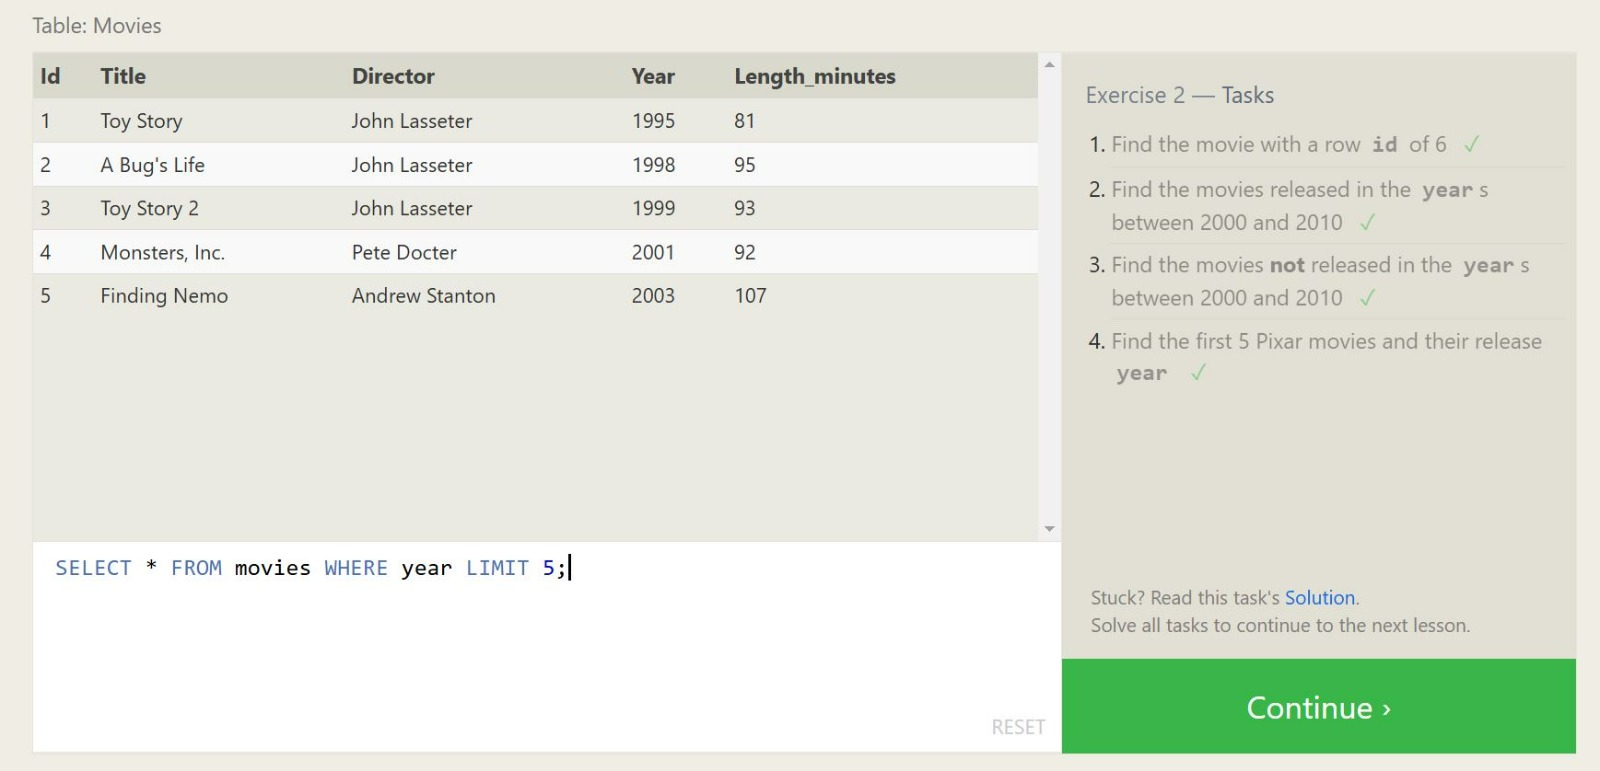 Table: Movies
Id Title Director Year Length_minutes
1 Toy Story John Lasseter 1995 81
2 A Bug's Life John Lasseter 1998 95
3 Toy Story 2 John Lasseter 1999 93
4 Monsters, Inc. Pete Docter 2001 92
5 Finding Nemo Andrew Stanton 2003 107
SELECT * FROM movies WHERE year LIMIT 5;
RESET
Exercise 2 — Tasks
1. Find the movie with a row id of 6 ✓
2. Find the movies released in the year s
between 2000 and 2010 ✓
3. Find the movies not released in the year s
between 2000 and 2010 ✓
4. Find the first 5 Pixar movies and their release
year ✓
Stuck? Read this task's Solution.
Solve all tasks to continue to the next lesson.
Continue ›